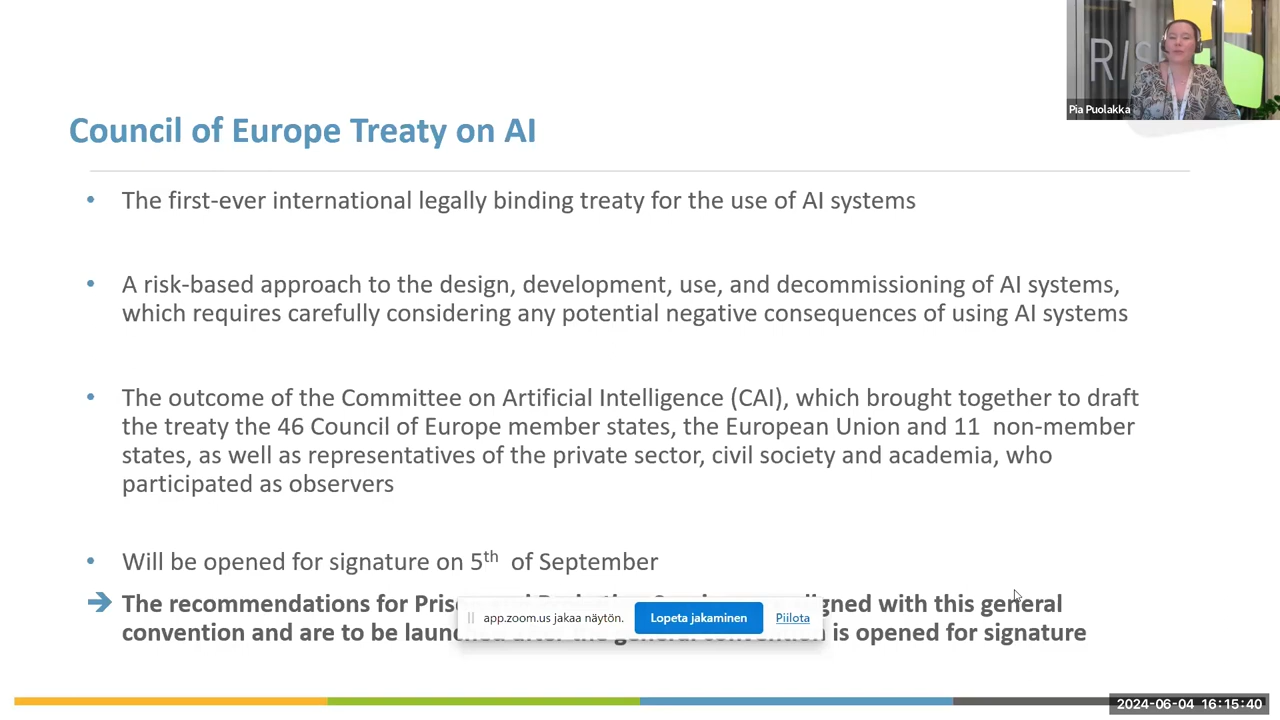 RISE
Pia Puolakka
Council of Europe Treaty on AI
• The first-ever international legally binding treaty for the use of AI systems
• A risk-based approach to the design, development, use, and decommissioning of AI systems,
which requires carefully considering any potential negative consequences of using AI systems
• The outcome of the Committee on Artificial Intelligence (CAI), which brought together to draft
the treaty the 46 Council of Europe member states, the European Union and 11 non-member
states, as well as representatives of the private sector, civil society and academia, who
participated as observers
• Will be opened for signature on 5th of September
The recommendations for with this general
convention and are to be is opened for signature
app.zoom.us jakaa näytön. Lopeta jakaminen Piilota
2024-06-04 16:15:40